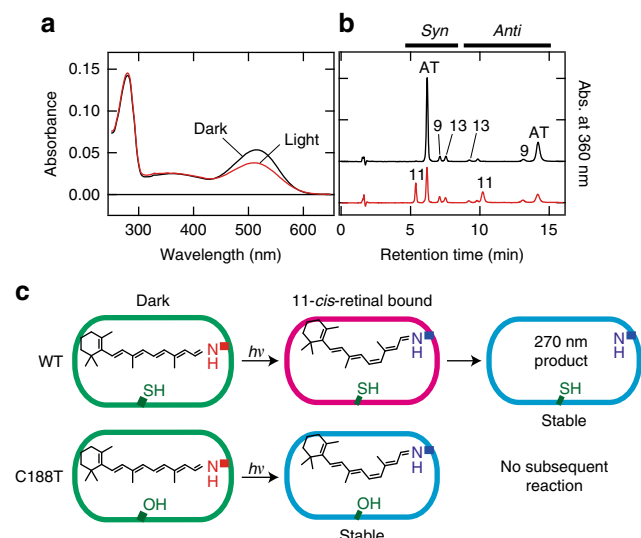 a
b
Syn
Anti
0.15
0.10
0.05
0.00
Absorbance
Dark
Light
300
400
500
600
Wavelength (nm)
AT
9
13
13
9
AT
11
11
0
5
10
15
Retention time (min)
Abs. at 360 nm
c
Dark
11-cis-retinal bound
WT
N
H
SH
hν
N
H
SH
N
H
270 nm
product
SH
Stable
C188T
N
H
OH
hν
N
H
OH
Stable
No subsequent
reaction